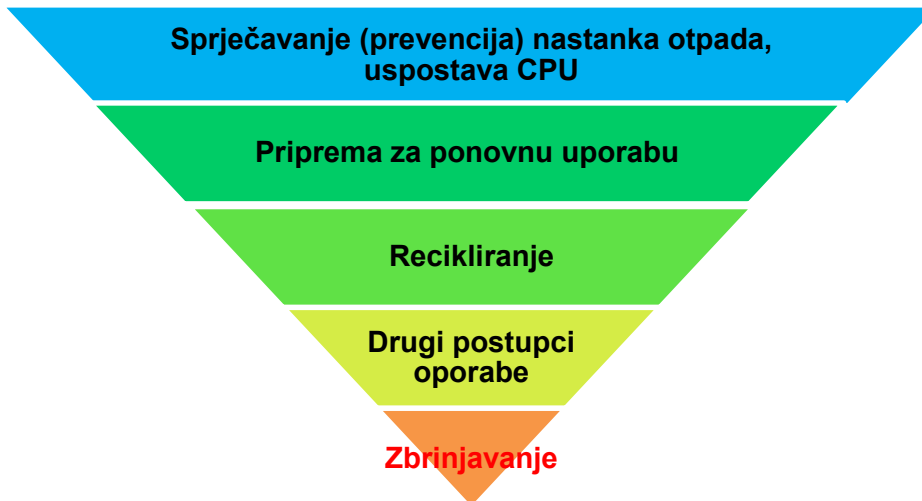 Sprječavanje (prevencija) nastanka otpada,
uspostava CPU
Priprema za ponovnu uporabu
Recikliranje
Drugi postupci
oporabe
Zbrinjavanje